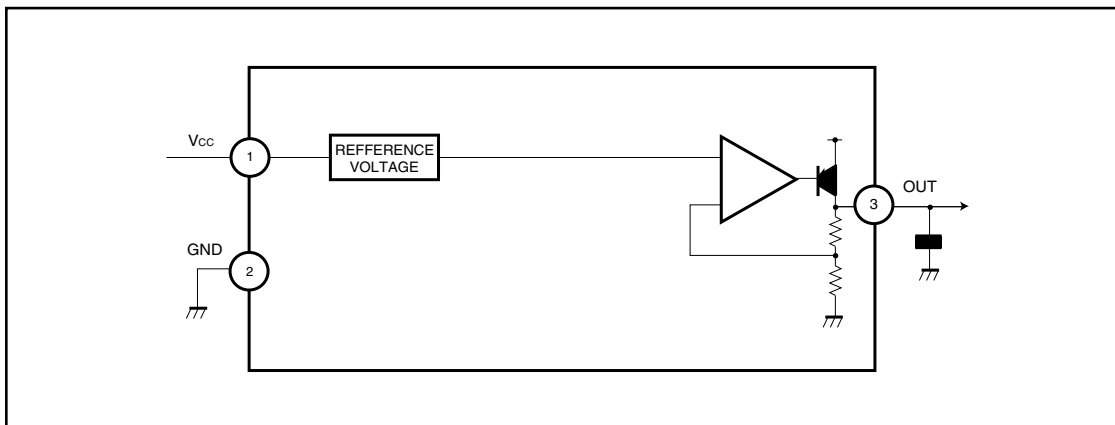 Vcc
1
REFFERENCE
VOLTAGE
3
OUT
GND
2